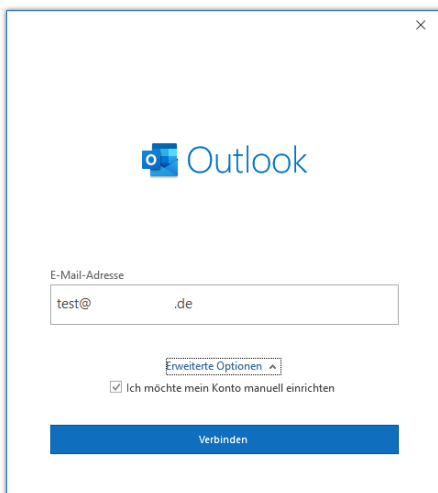 Outlook
E-Mail-Adresse
test@ .de
Erweiterte Optionen
Ich möchte mein Konto manuell einrichten
Verbinden